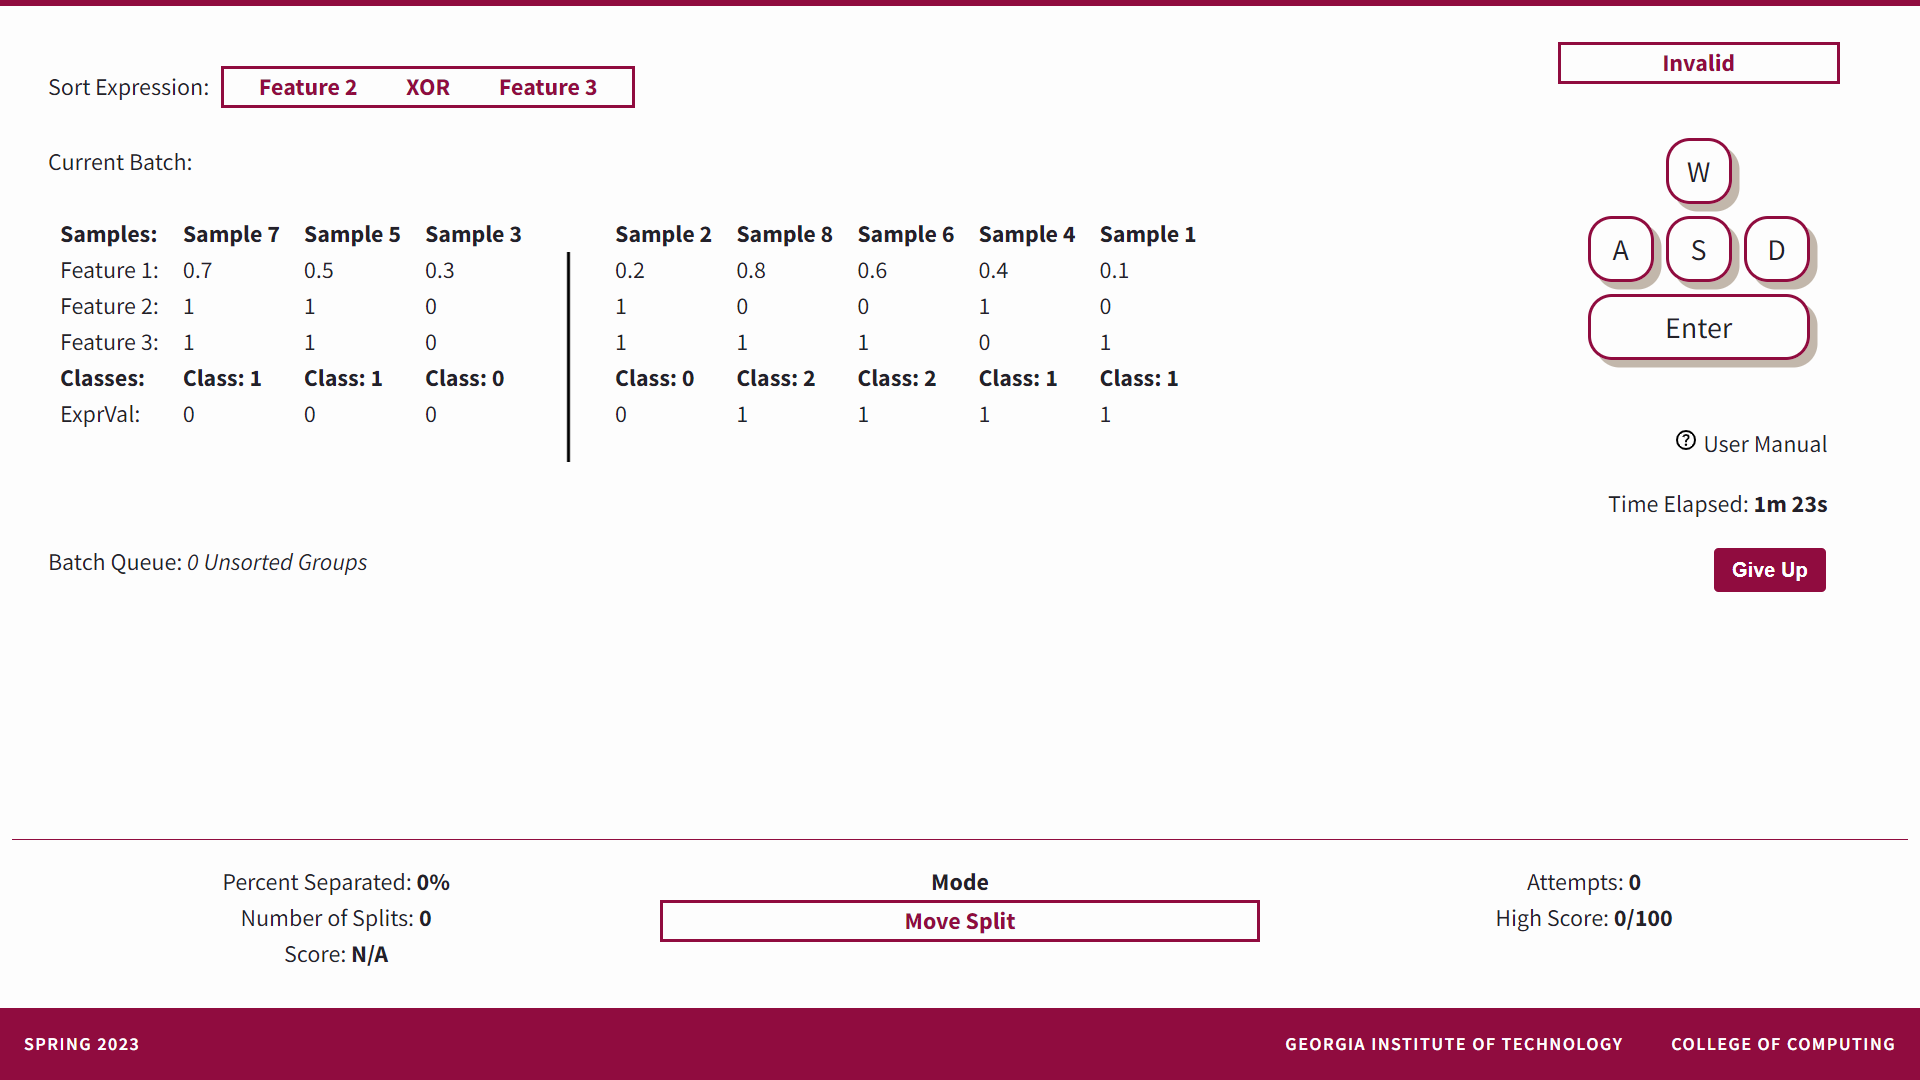 Sort Expression: Feature 2 XOR Feature 3
Invalid
Current Batch:
W
A S D
Enter
Samples: Sample 7 Sample 5 Sample 3 Sample 2 Sample 8 Sample 6 Sample 4 Sample 1
Feature 1: 0.7 0.5 0.3 0.2 0.8 0.6 0.4 0.1
Feature 2: 1 1 0 1 0 0 1 0
Feature 3: 1 1 0 1 1 1 0 1
Classes: Class: 1 Class: 1 Class: 0 Class: 0 Class: 2 Class: 2 Class: 1 Class: 1
ExprVal: 0 0 0 0 1 1 1 1
? User Manual
Time Elapsed: 1m 23s
Batch Queue: 0 Unsorted Groups
Give Up
Percent Separated: 0%
Number of Splits: 0
Score: N/A
Mode
Move Split
Attempts: 0
High Score: 0/100
SPRING 2023
GEORGIA INSTITUTE OF TECHNOLOGY
COLLEGE OF COMPUTING